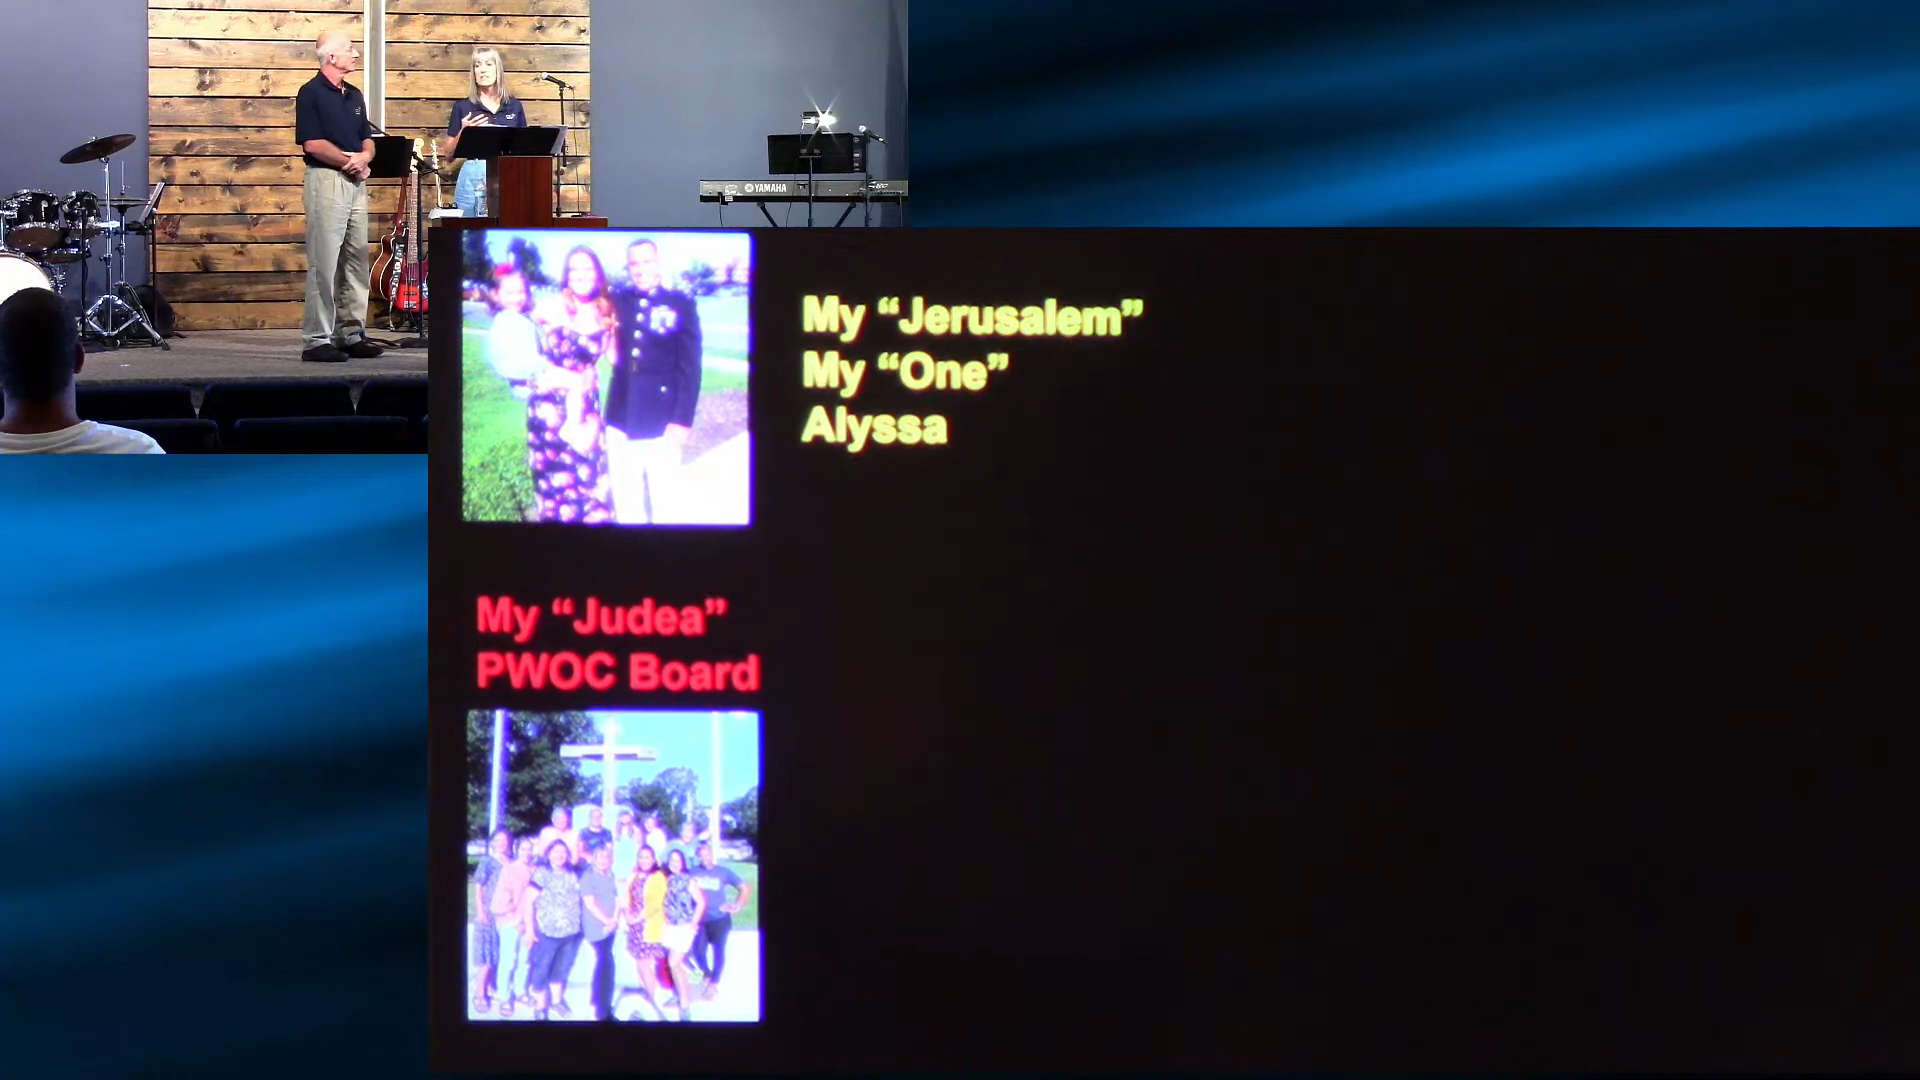 YAMAHA
My “Jerusalem”
My “One”
Alyssa
My “Judea”
PWOC Board